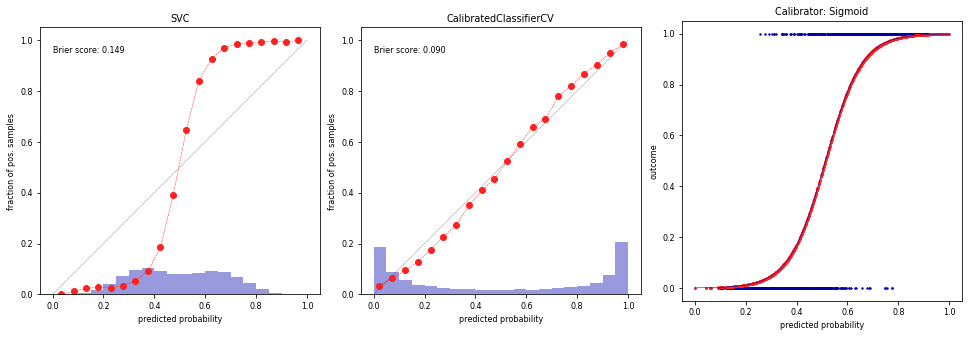 SVC
Brier score: 0.149
fraction of pos. samples
1.0
0.8
0.6
0.4
0.2
0.0
0.0 0.2 0.4 0.6 0.8 1.0
predicted probability
CalibratedClassifierCV
Brier score: 0.090
fraction of pos. samples
1.0
0.8
0.6
0.4
0.2
0.0
0.0 0.2 0.4 0.6 0.8 1.0
predicted probability
Calibrator: Sigmoid
outcome
1.0
0.8
0.6
0.4
0.2
0.0
0.0 0.2 0.4 0.6 0.8 1.0
predicted probability